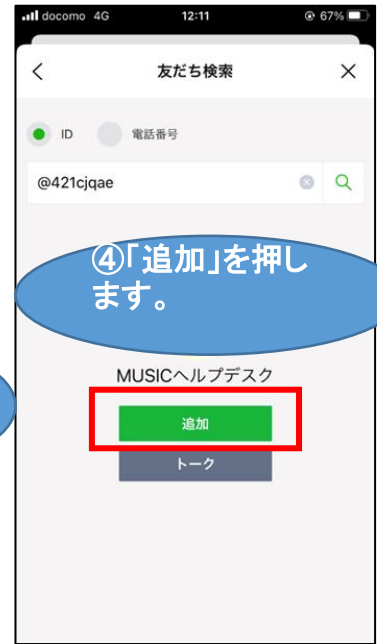 docomo 4G 12:11 67%
友だち検索
ID 電話番号
@421cjqae
④「追加」を押し
ます。
MUSICヘルプデスク
追加
トーク